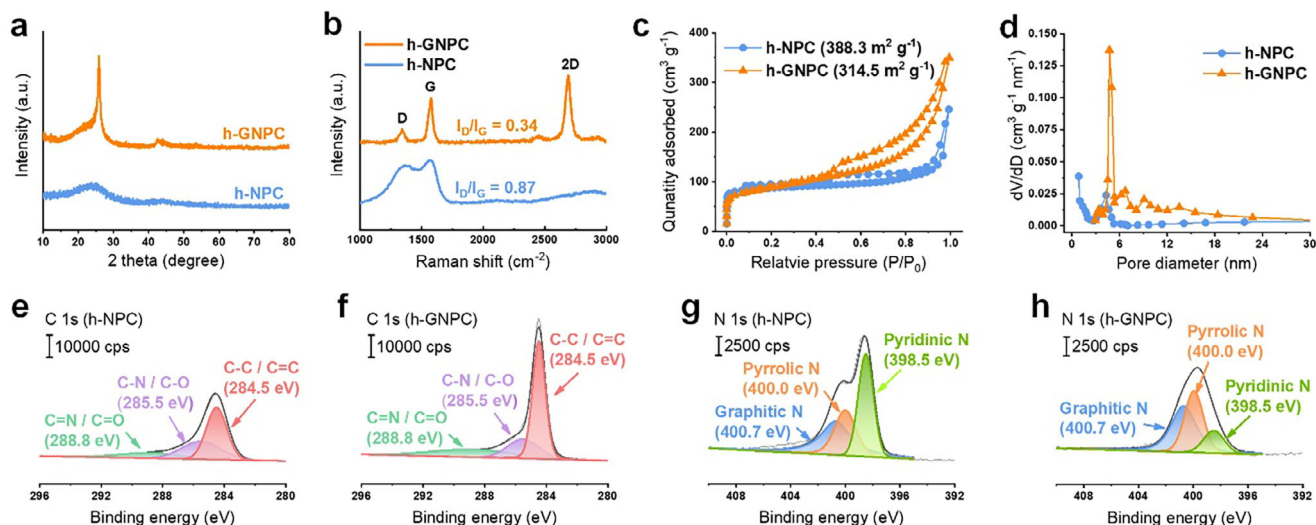 a
Intensity (a.u.)
h-GNPC
h-NPC
10 20 30 40 50 60 70 80
2 theta (degree)
b
Intensity (a.u.)
h-GNPC
h-NPC
2D
D
G
I_D/I_G = 0.34
I_D/I_G = 0.87
1000 1500 2000 2500 3000
Raman shift (cm⁻²)
c
Qunatity adsorbed (cm³ g⁻¹)
400
300
200
100
0
h-NPC (388.3 m² g⁻¹)
h-GNPC (314.5 m² g⁻¹)
0.0 0.2 0.4 0.6 0.8 1.0
Relatvie pressure (P/P₀)
d
dV/dD (cm³ g⁻¹ nm⁻¹)
0.150
0.125
0.100
0.075
0.050
0.025
0.000
h-NPC
h-GNPC
0 6 12 18 24 30
Pore diameter (nm)
e
C 1s (h-NPC)
10000 cps
C-C / C=C
(284.5 eV)
C-N / C-O
(285.5 eV)
C=N / C=O
(288.8 eV)
296 292 288 284 280
Binding energy (eV)
f
C 1s (h-GNPC)
10000 cps
C-C / C=C
(284.5 eV)
C-N / C-O
(285.5 eV)
C=N / C=O
(288.8 eV)
296 292 288 284 280
Binding energy (eV)
g
N 1s (h-NPC)
2500 cps
Pyridinic N
(398.5 eV)
Pyrrolic N
(400.0 eV)
Graphitic N
(400.7 eV)
408 404 400 396 392
Binding energy (eV)
h
N 1s (h-GNPC)
2500 cps
Pyrrolic N
(400.0 eV)
Pyridinic N
(398.5 eV)
Graphitic N
(400.7 eV)
408 404 400 396 392
Binding energy (eV)